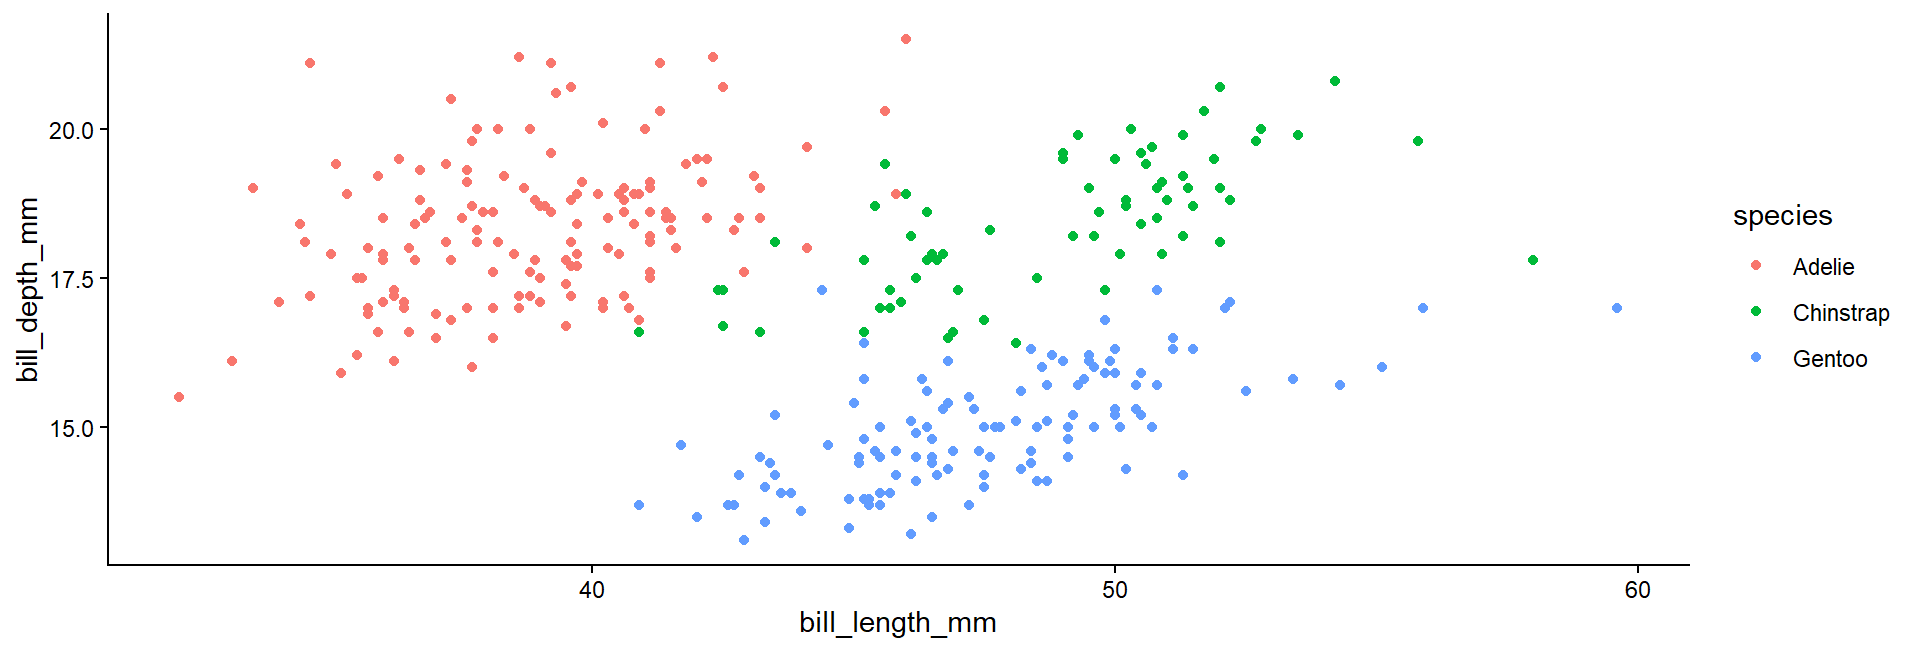 20.0
17.5
15.0
bill_depth_mm
40
50
60
bill_length_mm
species
Adelie
Chinstrap
Gentoo